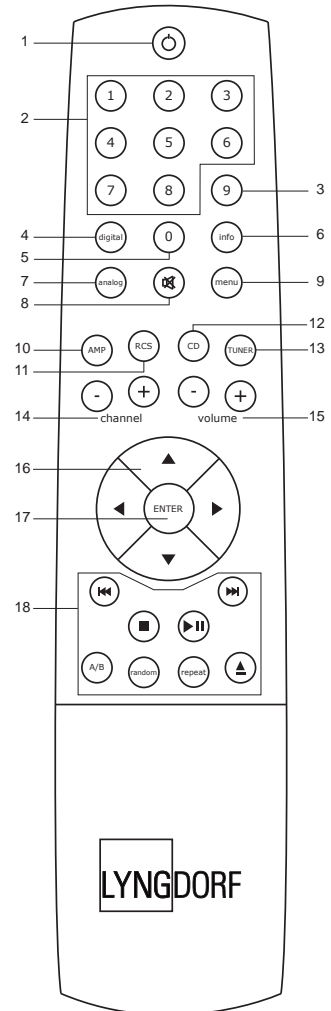 1
1 2 3
2
4 5 6
7 8 9 3
4 digital 0 info 6
5
7 analog menu 9
8
12
10 AMP RCS CD TUNER 13
11
- + - +
14 channel volume 15
16
17 ENTER
18
A/B random repeat
LYNGDORF